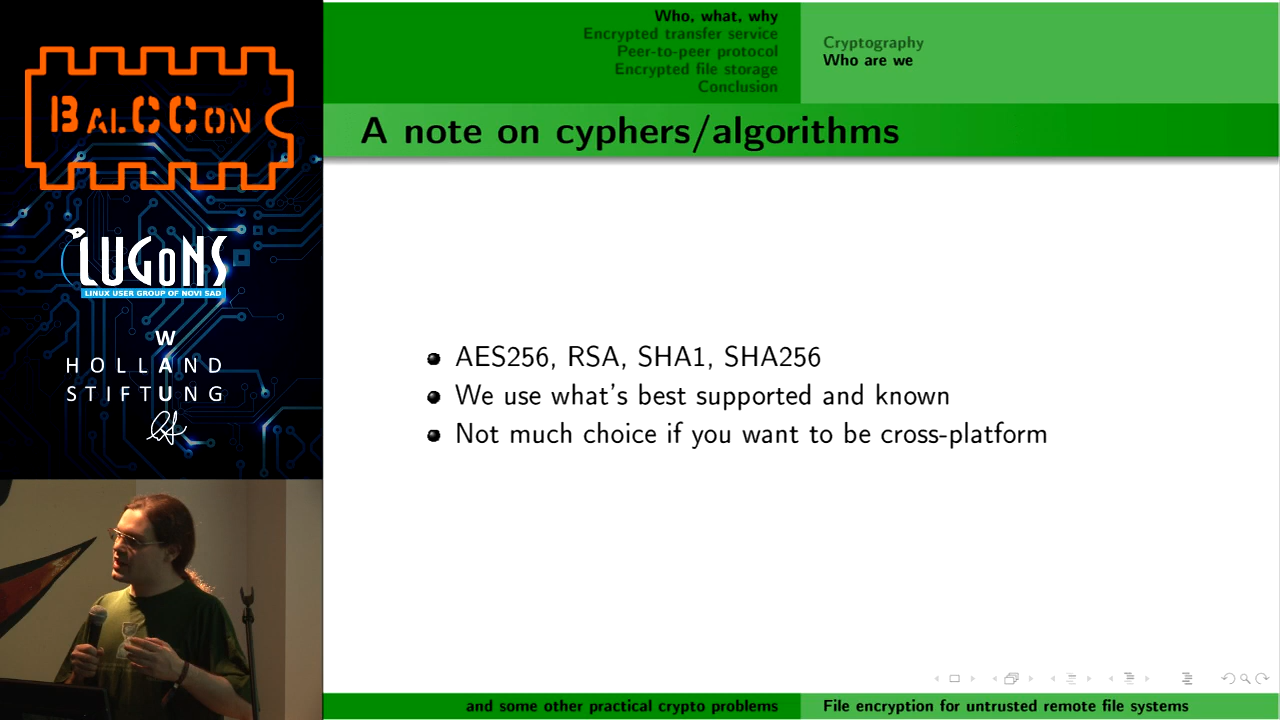 BALCCON
LUGONS
LINUX USER GROUP OF NOVI SAD
W
HOLLAND
STIFTUNG
U
Who, what, why
Encrypted transfer service
Peer-to-peer protocol
Encrypted file storage
Conclusion
Cryptography
Who are we
A note on cyphers/algorithms
AES256, RSA, SHA1, SHA256
We use what's best supported and known
Not much choice if you want to be cross-platform
and some other practical crypto problems
File encryption for untrusted remote file systems